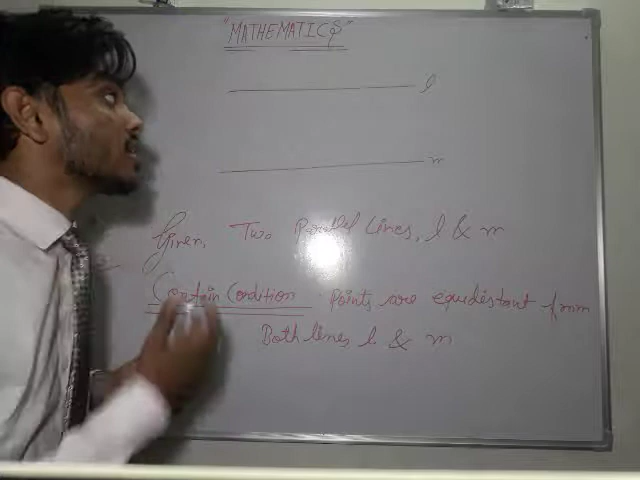 "MATHEMATICS"
l
m
Given, Two Parallel Lines, l & m
Certain Condition Points are equidistant from
Both lines l & m